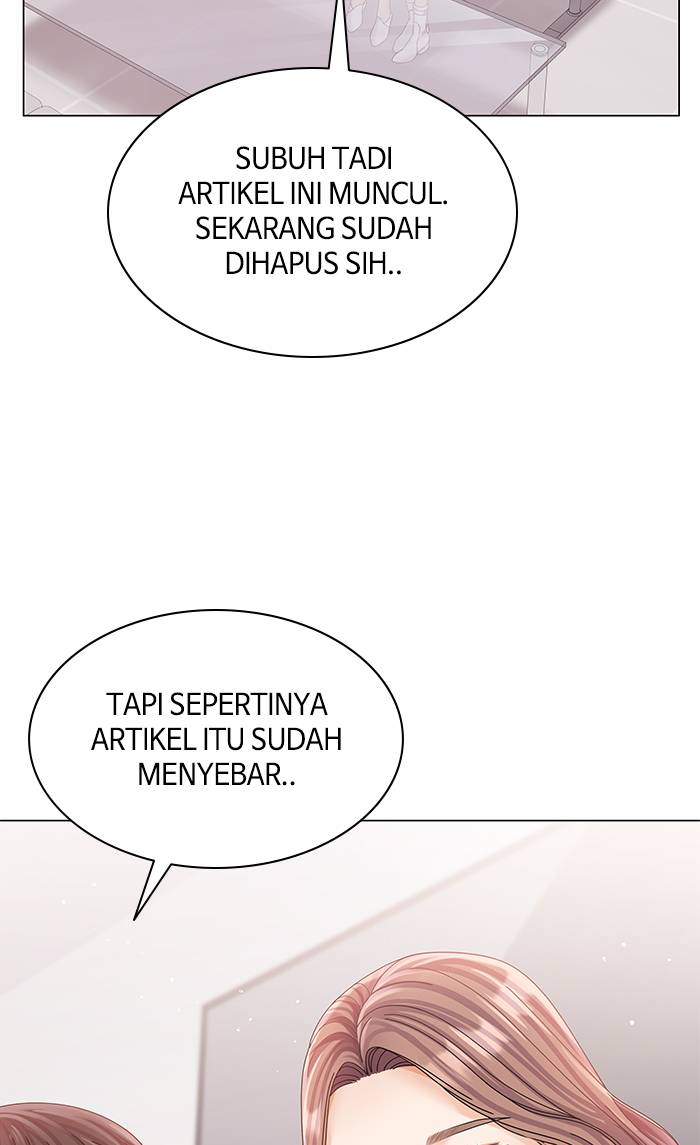 SUBUH TADI
ARTIKEL INI MUNCUL.
SEKARANG SUDAH
DIHAPUS SIH..
TAPI SEPERTINYA
ARTIKEL ITU SUDAH
MENYEBAR..